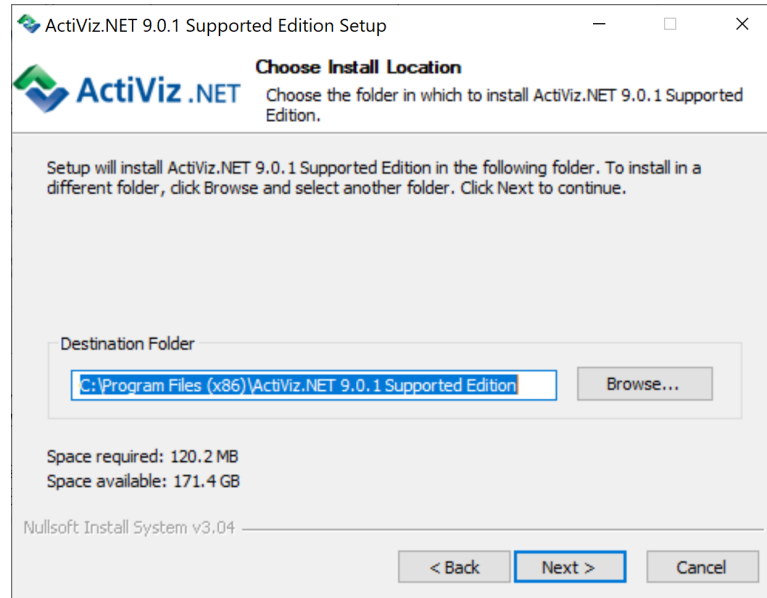 ActiViz.NET 9.0.1 Supported Edition Setup
ActiViz .NET
Choose Install Location
Choose the folder in which to install ActiViz.NET 9.0.1 Supported
Edition.
Setup will install ActiViz.NET 9.0.1 Supported Edition in the following folder. To install in a
different folder, click Browse and select another folder. Click Next to continue.
Destination Folder
C:\Program Files (x86)\ActiViz.NET 9.0.1 Supported Edition
Browse...
Space required: 120.2 MB
Space available: 171.4 GB
Nullsoft Install System v3.04
< Back
Next >
Cancel